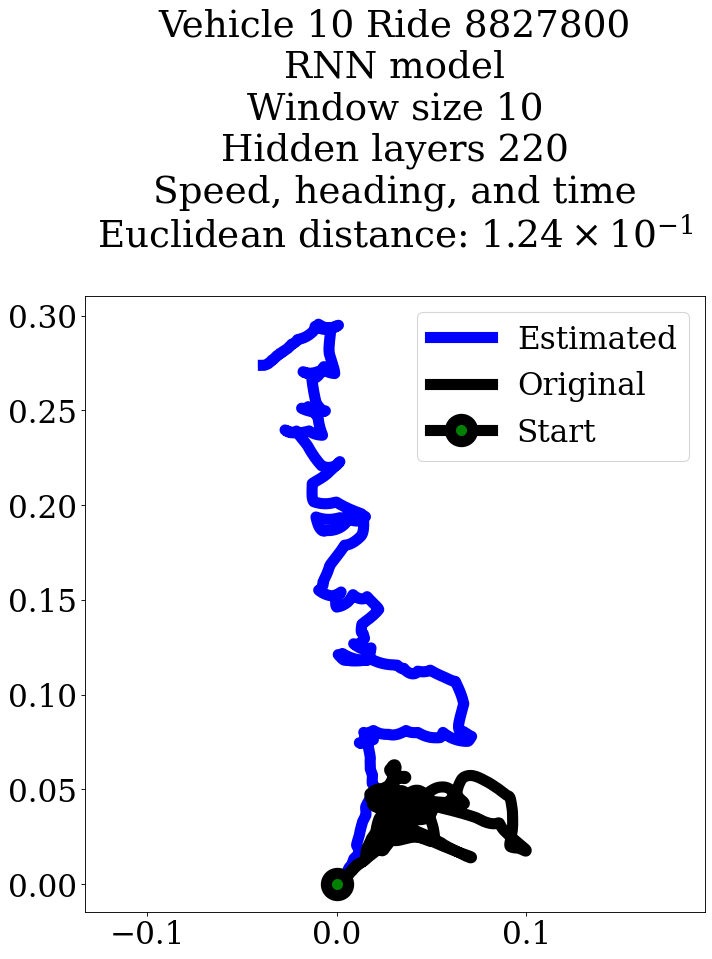 Vehicle 10 Ride 8827800
RNN model
Window size 10
Hidden layers 220
Speed, heading, and time
Euclidean distance: 1.24 × 10⁻¹
0.30
0.25
0.20
0.15
0.10
0.05
0.00
−0.1
0.0
0.1
Estimated
Original
Start